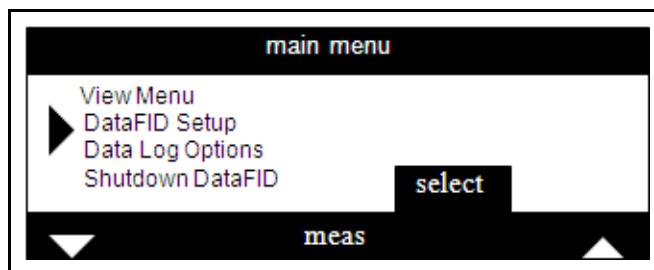 main menu
View Menu
DataFID Setup
Data Log Options
Shutdown DataFID
select
meas